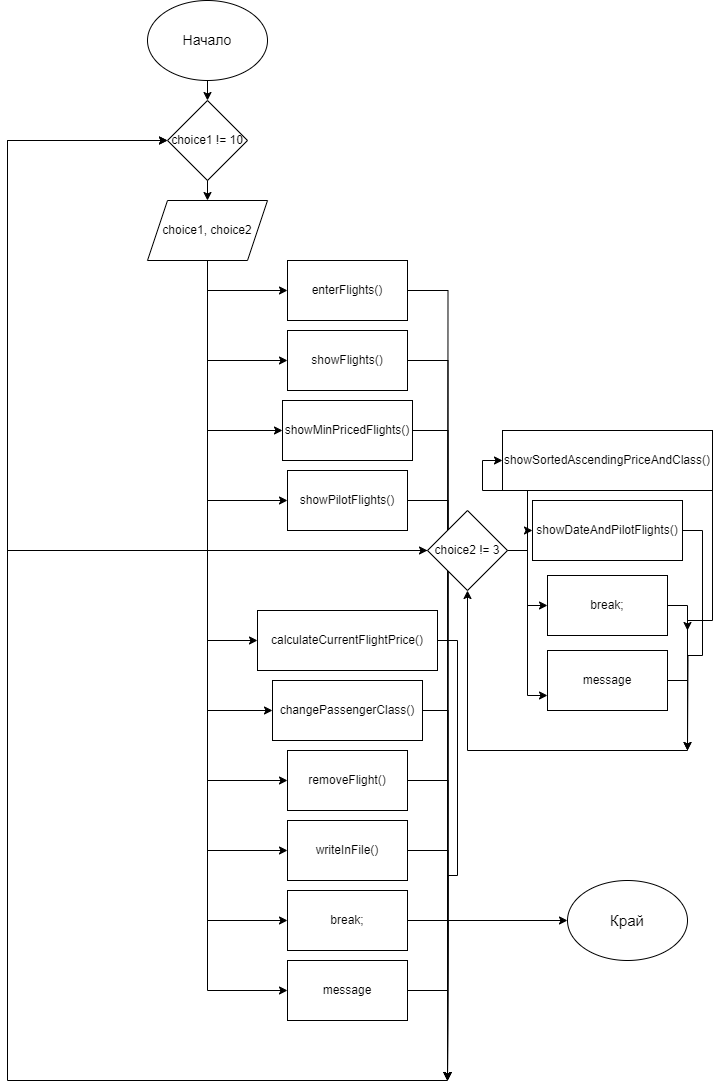 Начало
choice1 != 10
choice1, choice2
enterFlights()
showFlights()
showMinPricedFlights()
showSortedAscendingPriceAndClass()
showPilotFlights()
showDateAndPilotFlights()
choice2 != 3
break;
calculateCurrentFlightPrice()
message
changePassengerClass()
removeFlight()
writeInFile()
break;
Край
message